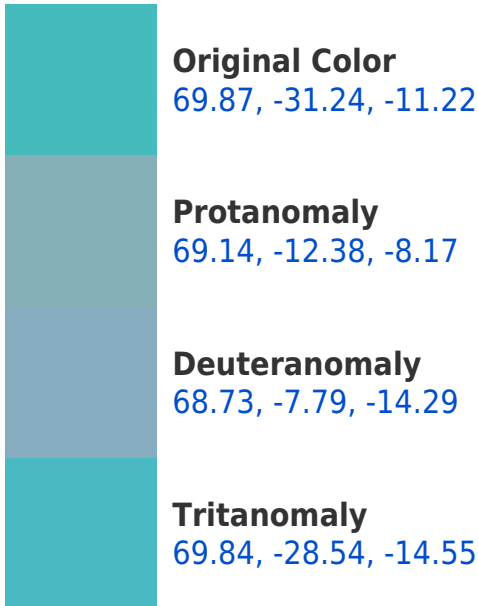 Original Color
69.87, -31.24, -11.22
Protanomaly
69.14, -12.38, -8.17
Deuteranomaly
68.73, -7.79, -14.29
Tritanomaly
69.84, -28.54, -14.55